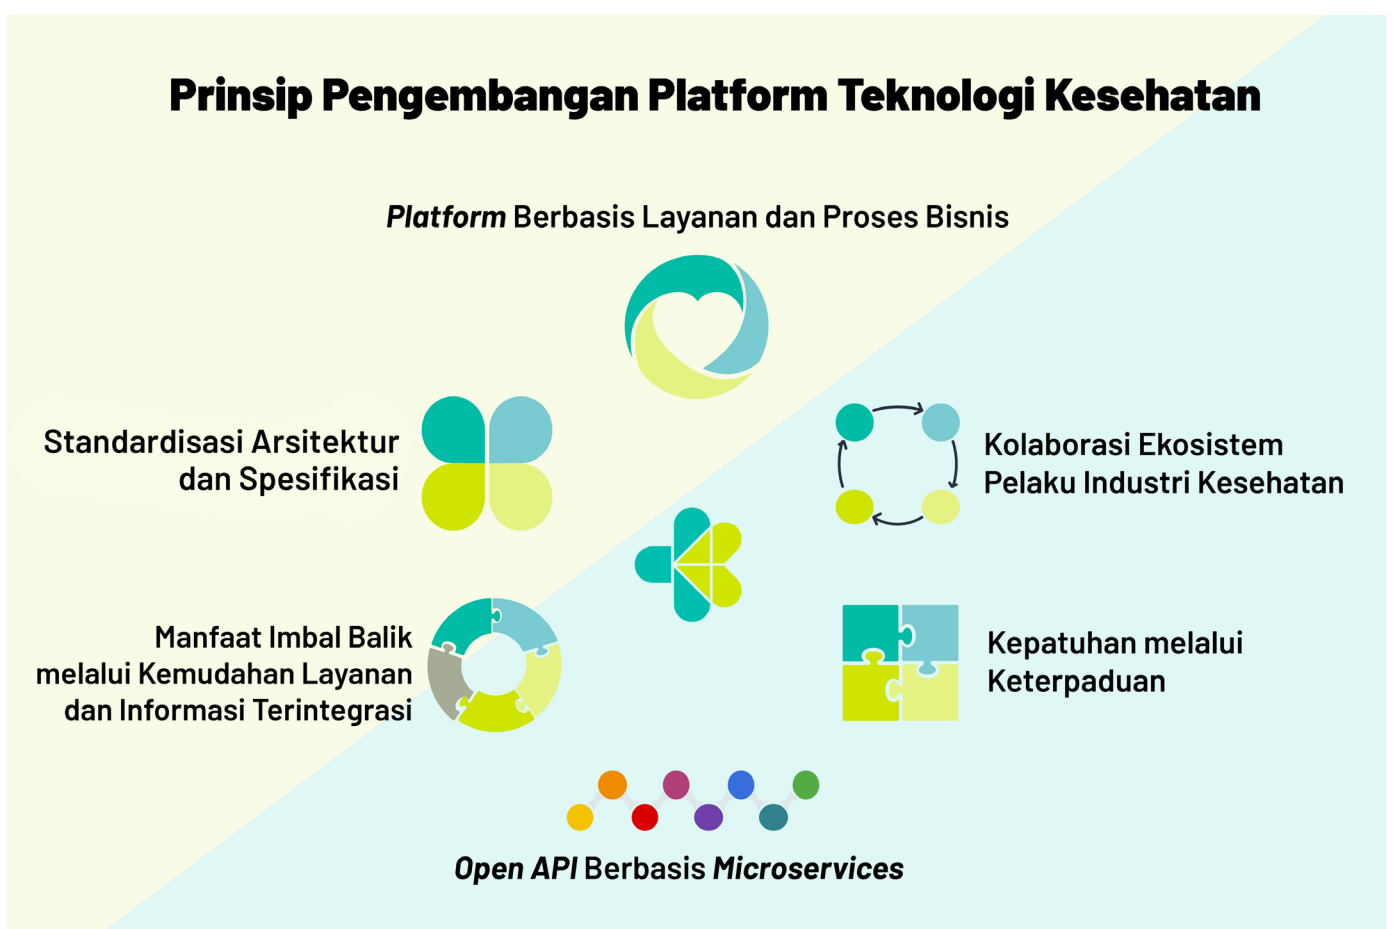 Prinsip Pengembangan Platform Teknologi Kesehatan
Platform Berbasis Layanan dan Proses Bisnis
Standardisasi Arsitektur
dan Spesifikasi
Kolaborasi Ekosistem
Pelaku Industri Kesehatan
Manfaat Imbal Balik
melalui Kemudahan Layanan
dan Informasi Terintegrasi
Kepatuhan melalui
Keterpaduan
Open API Berbasis Microservices